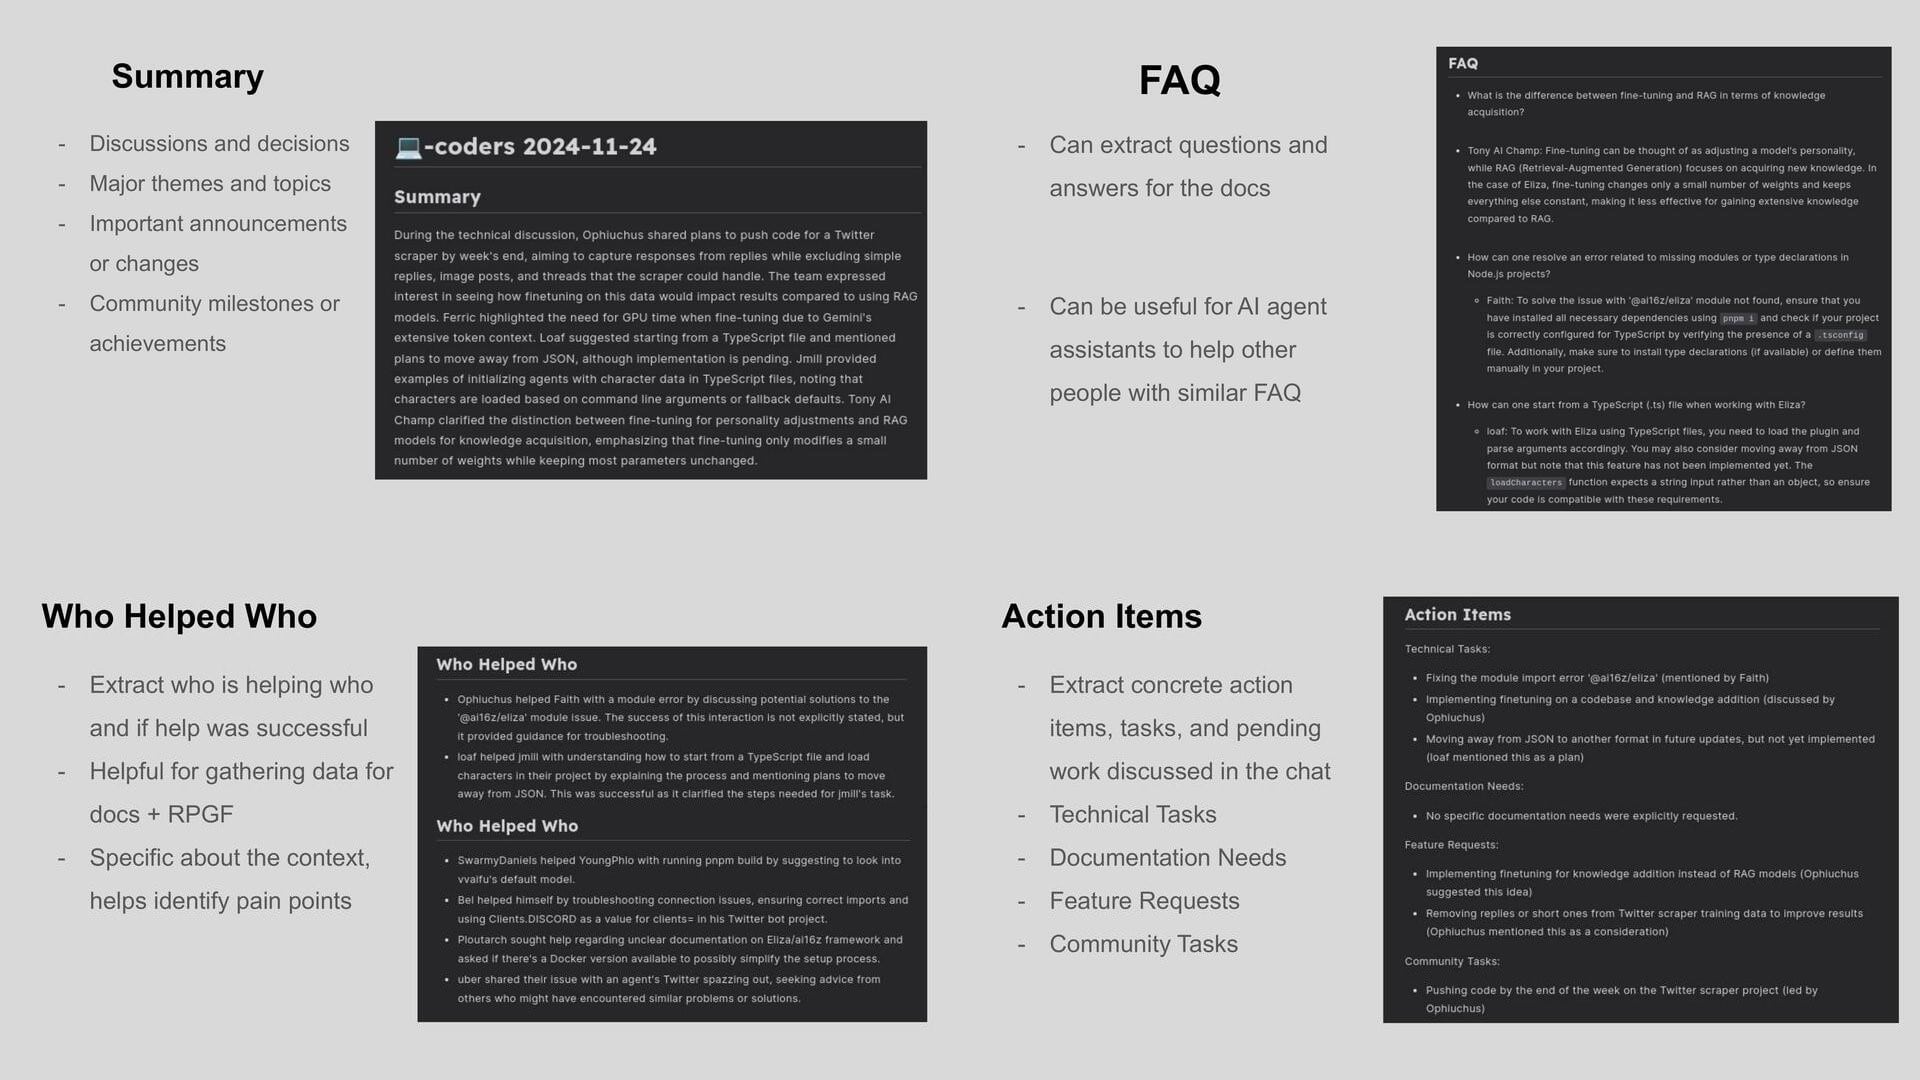 Summary
- Discussions and decisions
- Major themes and topics
- Important announcements
or changes
- Community milestones or
achievements
💻-coders 2024-11-24
Summary
During the technical discussion, Ophiuchus shared plans to push code for a Twitter
scraper by week's end, aiming to capture responses from replies while excluding simple
replies, image posts, and threads that the scraper could handle. The team expressed
interest in seeing how finetuning on this data would impact results compared to using RAG
models. Ferric highlighted the need for GPU time when fine-tuning due to Gemini's
extensive token context. Loaf suggested starting from a TypeScript file and mentioned
plans to move away from JSON, although implementation is pending. Jmill provided
examples of initializing agents with character data in TypeScript files, noting that
characters are loaded based on command line arguments or fallback defaults. Tony AI
Champ clarified the distinction between fine-tuning for personality adjustments and RAG
models for knowledge acquisition, emphasizing that fine-tuning only modifies a small
number of weights while keeping most parameters unchanged.
FAQ
- Can extract questions and
answers for the docs
- Can be useful for AI agent
assistants to help other
people with similar FAQ
FAQ
• What is the difference between fine-tuning and RAG in terms of knowledge
acquisition?
• Tony AI Champ: Fine-tuning can be thought of as adjusting a model's personality,
while RAG (Retrieval-Augmented Generation) focuses on acquiring new knowledge. In
the case of Eliza, fine-tuning changes only a small number of weights and keeps
everything else constant, making it less effective for gaining extensive knowledge
compared to RAG.
• How can one resolve an error related to missing modules or type declarations in
Node.js projects?
◦ Faith: To solve the issue with '@ai16z/eliza' module not found, ensure that you
have installed all necessary dependencies using pnpm i and check if your project
is correctly configured for TypeScript by verifying the presence of a .tsconfig
file. Additionally, make sure to install type declarations (if available) or define them
manually in your project.
• How can one start from a TypeScript (.ts) file when working with Eliza?
◦ loaf: To work with Eliza using TypeScript files, you need to load the plugin and
parse arguments accordingly. You may also consider moving away from JSON
format but note that this feature has not been implemented yet. The
loadCharacters function expects a string input rather than an object, so ensure
your code is compatible with these requirements.
Who Helped Who
- Extract who is helping who
and if help was successful
- Helpful for gathering data for
docs + RPGF
- Specific about the context,
helps identify pain points
Who Helped Who
• Ophiuchus helped Faith with a module error by discussing potential solutions to the
'@ai16z/eliza' module issue. The success of this interaction is not explicitly stated, but
it provided guidance for troubleshooting.
• loaf helped jmill with understanding how to start from a TypeScript file and load
characters in their project by explaining the process and mentioning plans to move
away from JSON. This was successful as it clarified the steps needed for jmill's task.
Who Helped Who
• SwarmyDaniels helped YoungPhlo with running pnpm build by suggesting to look into
vvaifu's default model.
• Bel helped himself by troubleshooting connection issues, ensuring correct imports and
using Clients.DISCORD as a value for clients= in his Twitter bot project.
• Ploutarch sought help regarding unclear documentation on Eliza/ai16z framework and
asked if there's a Docker version available to possibly simplify the setup process.
• uber shared their issue with an agent's Twitter spazzing out, seeking advice from
others who might have encountered similar problems or solutions.
Action Items
- Extract concrete action
items, tasks, and pending
work discussed in the chat
- Technical Tasks
- Documentation Needs
- Feature Requests
- Community Tasks
Action Items
Technical Tasks:
• Fixing the module import error '@ai16z/eliza' (mentioned by Faith)
• Implementing finetuning on a codebase and knowledge addition (discussed by
Ophiuchus)
• Moving away from JSON to another format in future updates, but not yet implemented
(loaf mentioned this as a plan)
Documentation Needs:
• No specific documentation needs were explicitly requested.
Feature Requests:
• Implementing finetuning for knowledge addition instead of RAG models (Ophiuchus
suggested this idea)
• Removing replies or short ones from Twitter scraper training data to improve results
(Ophiuchus mentioned this as a consideration)
Community Tasks:
• Pushing code by the end of the week on the Twitter scraper project (led by
Ophiuchus)